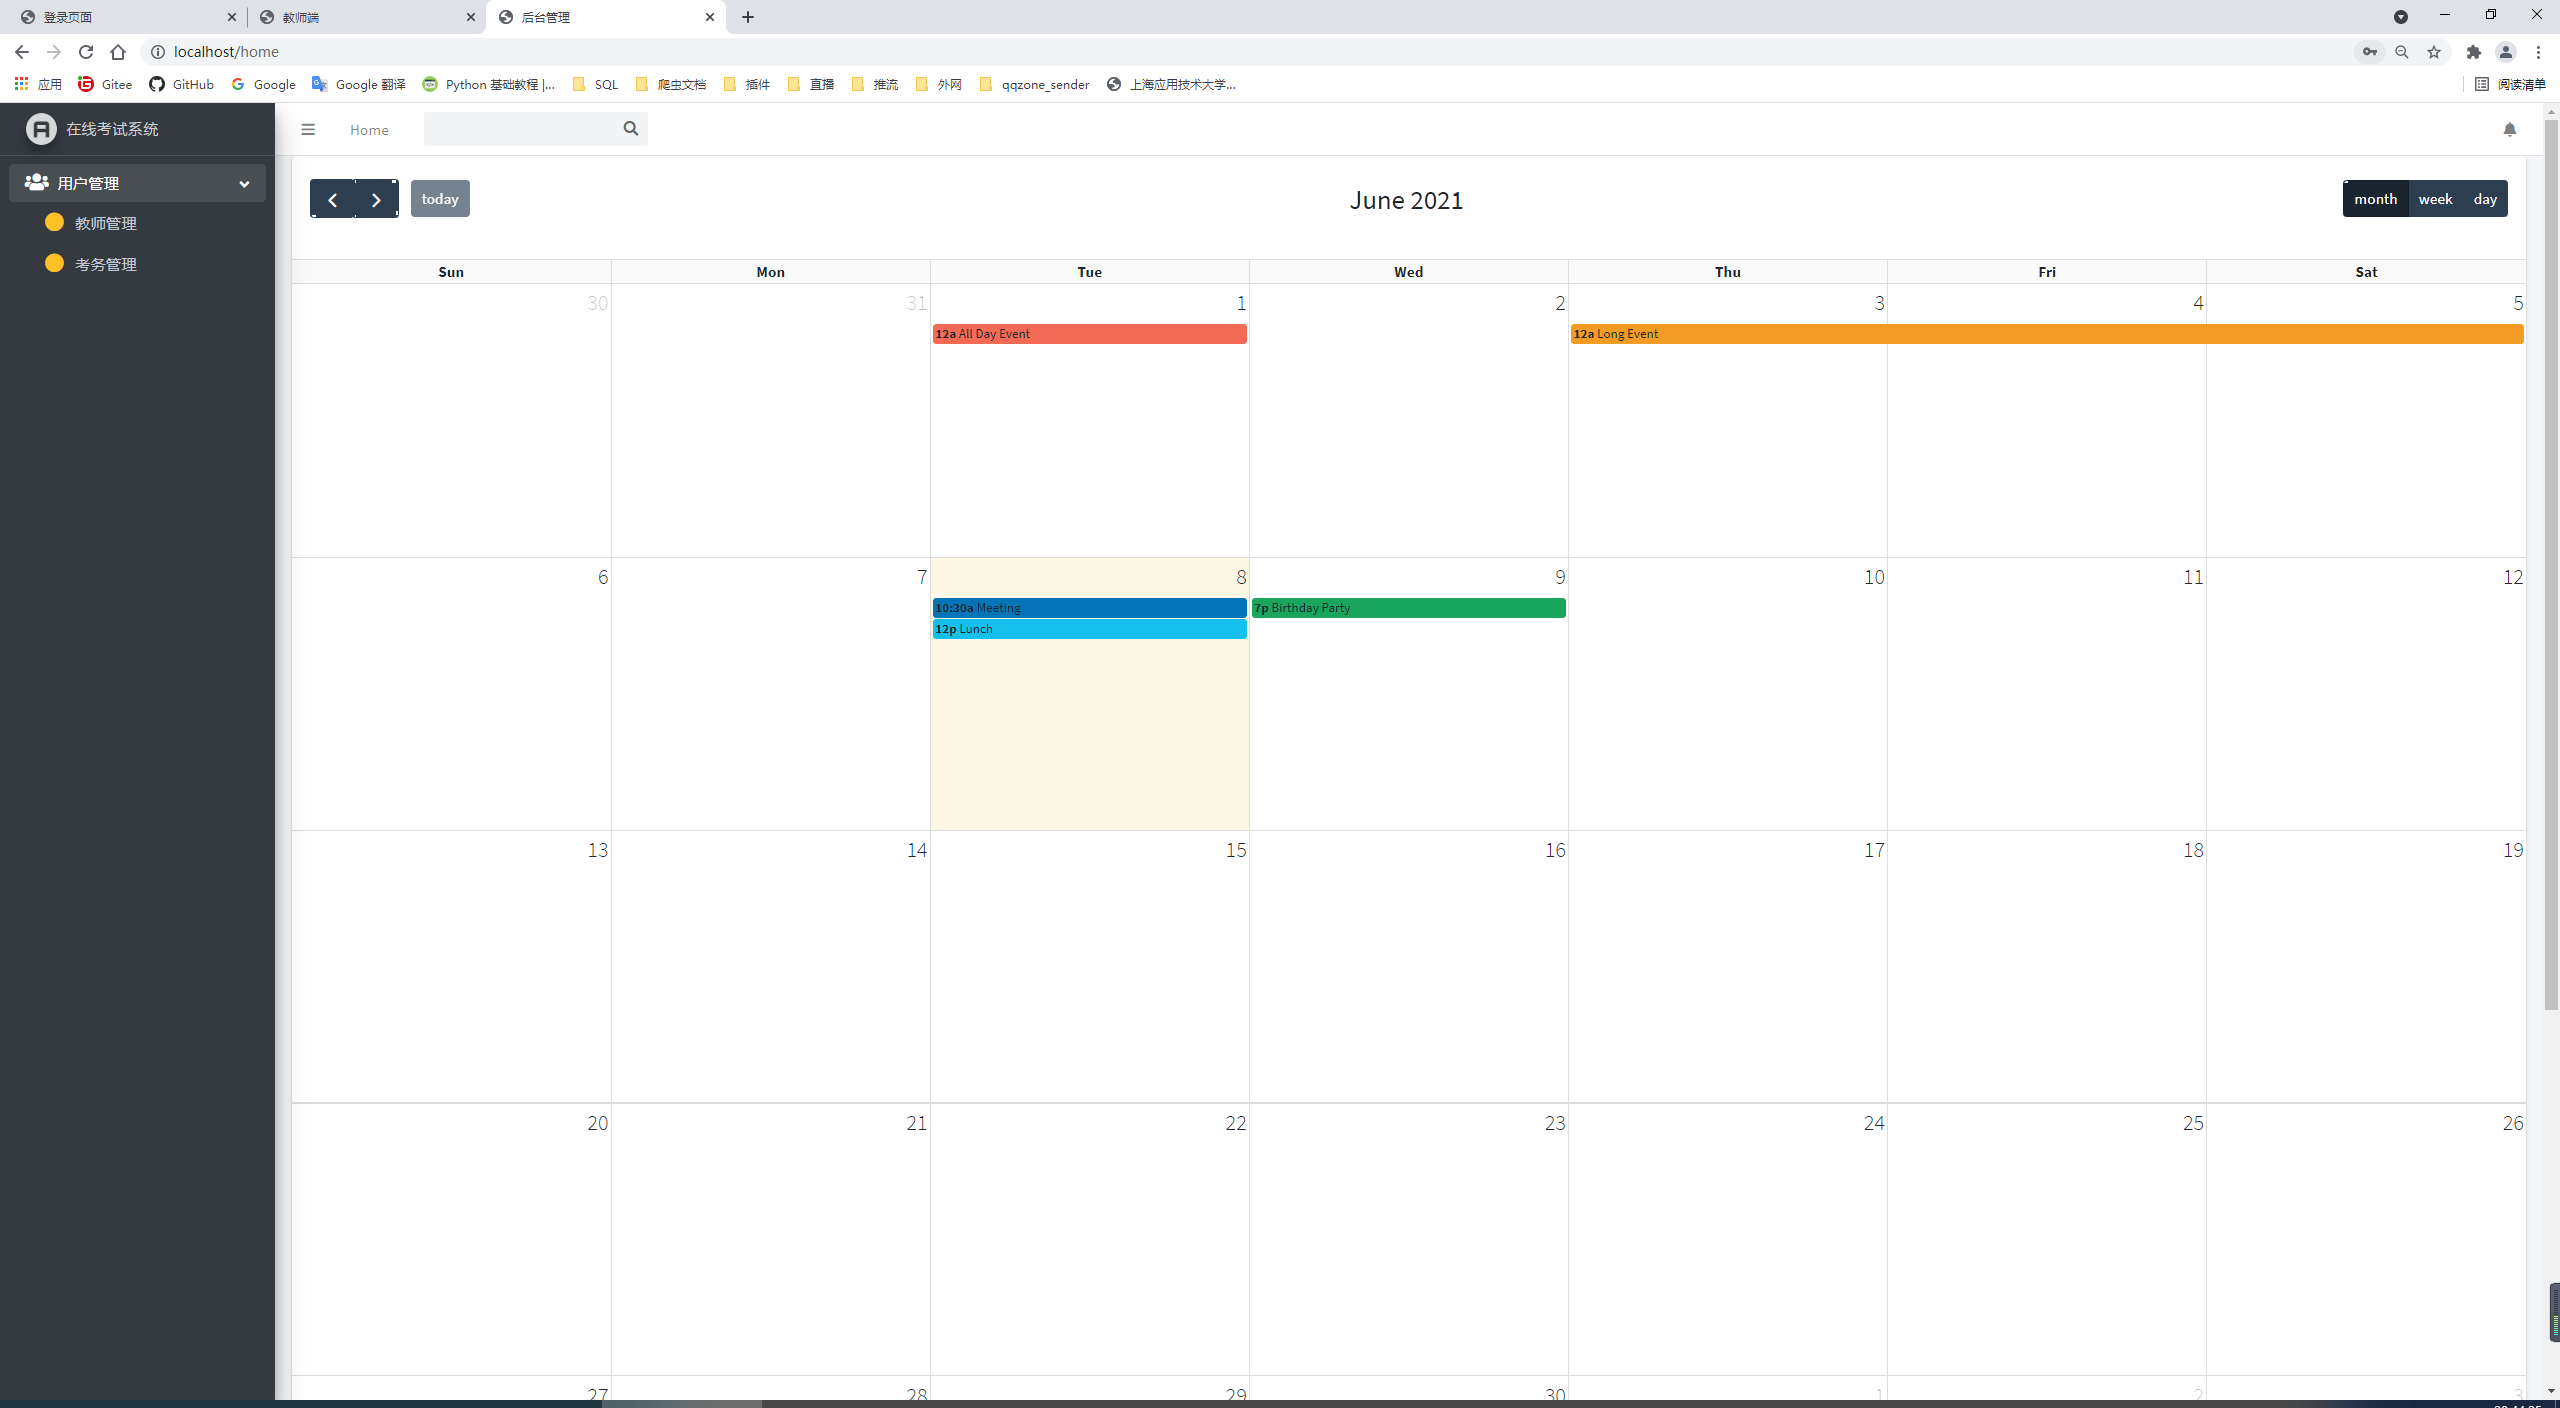 登录页面 教师端 后台管理
localhost/home
应用 Gitee GitHub Google Google 翻译 Python 基础教程 |... SQL 爬虫文档 插件 直播 推流 外网 qqzone_sender 上海应用技术大学... 阅读清单
在线考试系统 Home
用户管理
教师管理
考务管理
today June 2021 month week day
Sun Mon Tue Wed Thu Fri Sat
30 31 1 2 3 4 5
12a All Day Event 12a Long Event
6 7 8 9 10 11 12
10:30a Meeting 7p Birthday Party
12p Lunch
13 14 15 16 17 18 19
20 21 22 23 24 25 26
27 28 29 30 1 2 3